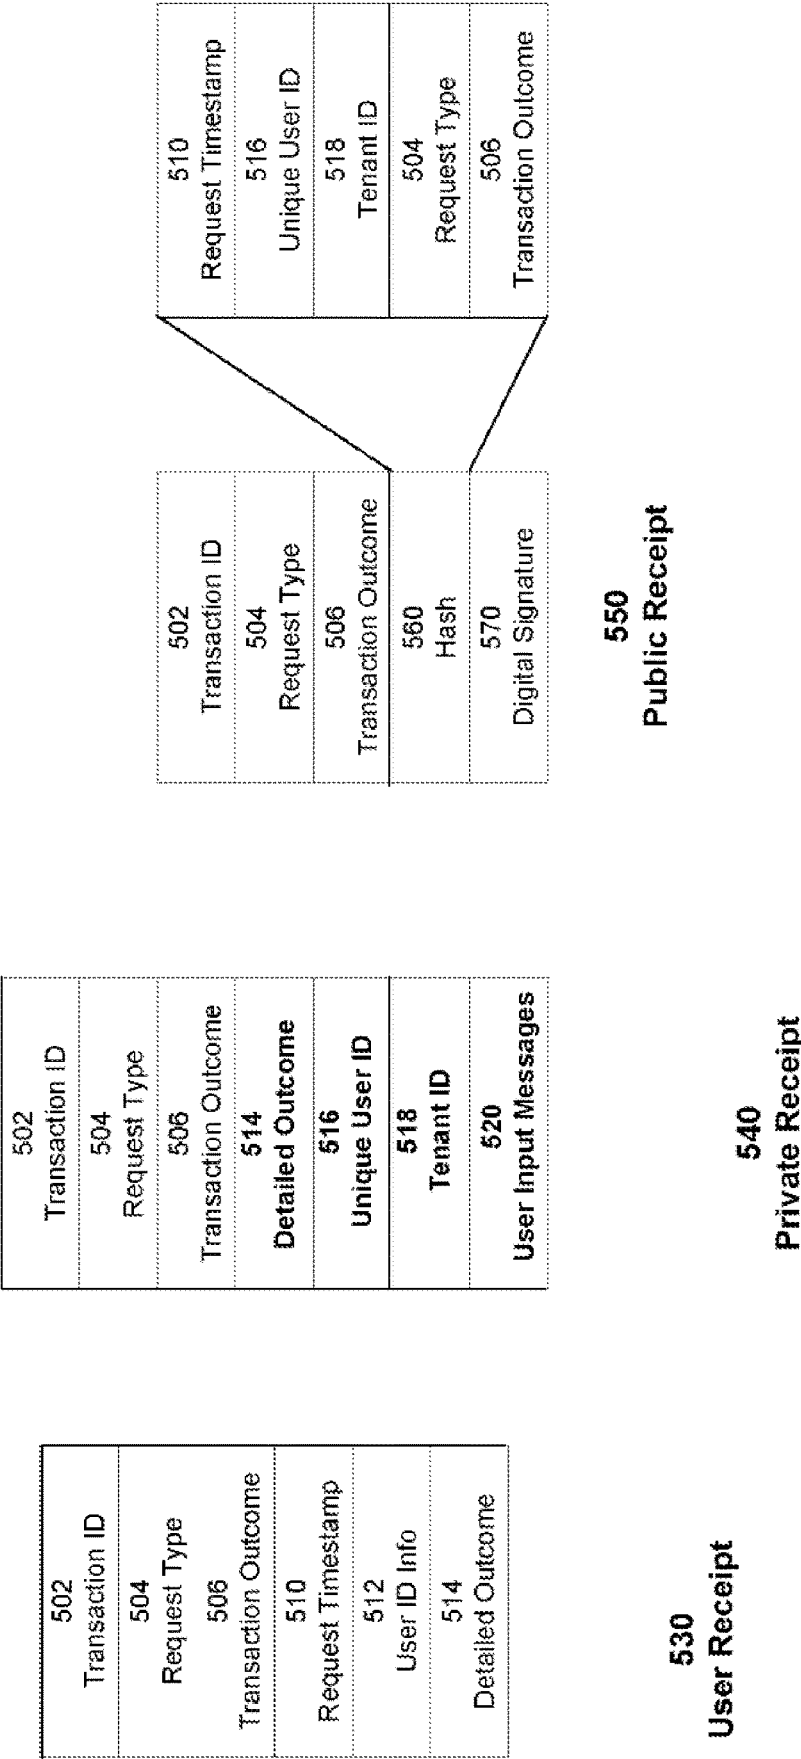 502
Transaction ID
504
Request Type
506
Transaction Outcome
510
Request Timestamp
512
User ID Info
514
Detailed Outcome
530
User Receipt
502
Transaction ID
504
Request Type
506
Transaction Outcome
514
Detailed Outcome
516
Unique User ID
518
Tenant ID
520
User Input Messages
540
Private Receipt
502
Transaction ID
504
Request Type
506
Transaction Outcome
560
Hash
570
Digital Signature
550
Public Receipt
510
Request Timestamp
516
Unique User ID
518
Tenant ID
504
Request Type
506
Transaction Outcome